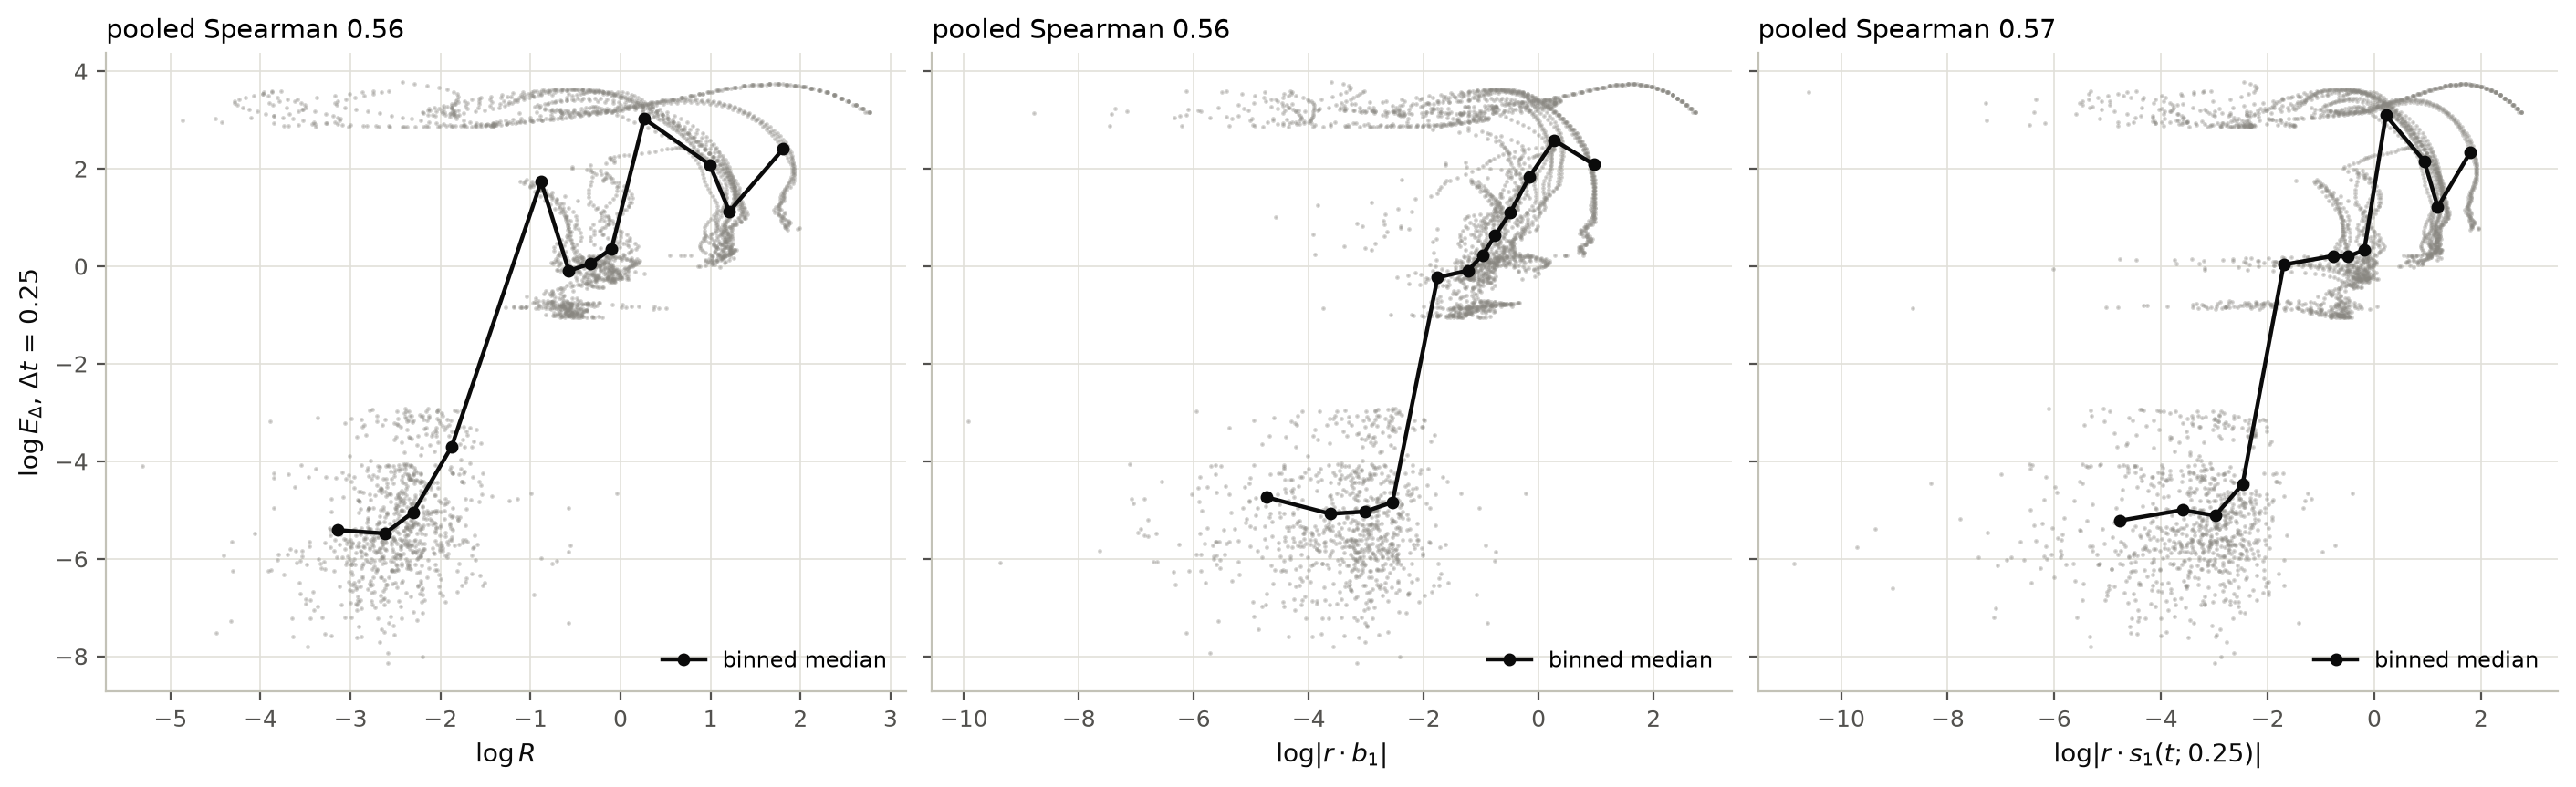 pooled Spearman 0.56
pooled Spearman 0.56
pooled Spearman 0.57
log E_Δ, Δt = 0.25
4
2
0
−2
−4
−6
−8
binned median
binned median
binned median
−5 −4 −3 −2 −1 0 1 2 3
−10 −8 −6 −4 −2 0 2
−10 −8 −6 −4 −2 0 2
log R
log|r · b₁|
log|r · s₁(t; 0.25)|